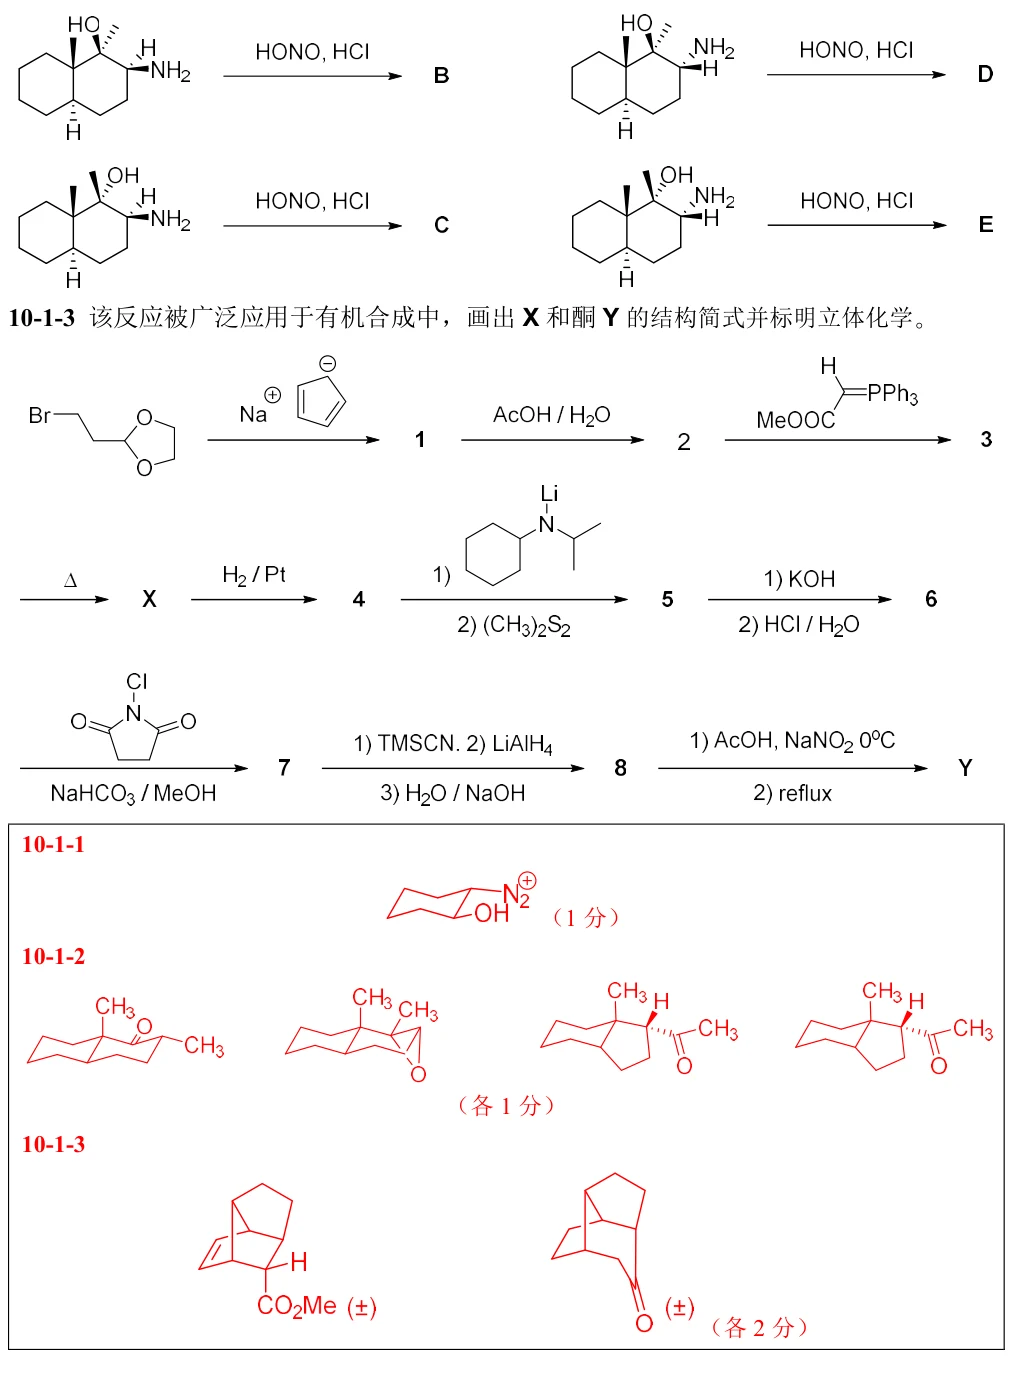 HO H NH2 HONO, HCl B HO NH2 H HONO, HCl D
H H
OH H NH2 HONO, HCl C OH NH2 H HONO, HCl E
H H
10-1-3 该反应被广泛应用于有机合成中，画出 X 和酮 Y 的结构简式并标明立体化学。
Br O O Na⊕ ⊖ 1 AcOH / H2O 2 H MeOOC PPh3 3
Δ X H2 / Pt 4 1) Li N 2) (CH3)2S2 5 1) KOH 2) HCl / H2O 6
Cl O N O NaHCO3 / MeOH 7 1) TMSCN. 2) LiAlH4 3) H2O / NaOH 8 1) AcOH, NaNO2 0⁰C 2) reflux Y
10-1-1
N2⊕ OH （1 分）
10-1-2
CH3 O CH3 CH3 CH3 O CH3 H CH3 O CH3 H CH3 O
（各 1 分）
10-1-3
H CO2Me (±) O (±) （各 2 分）